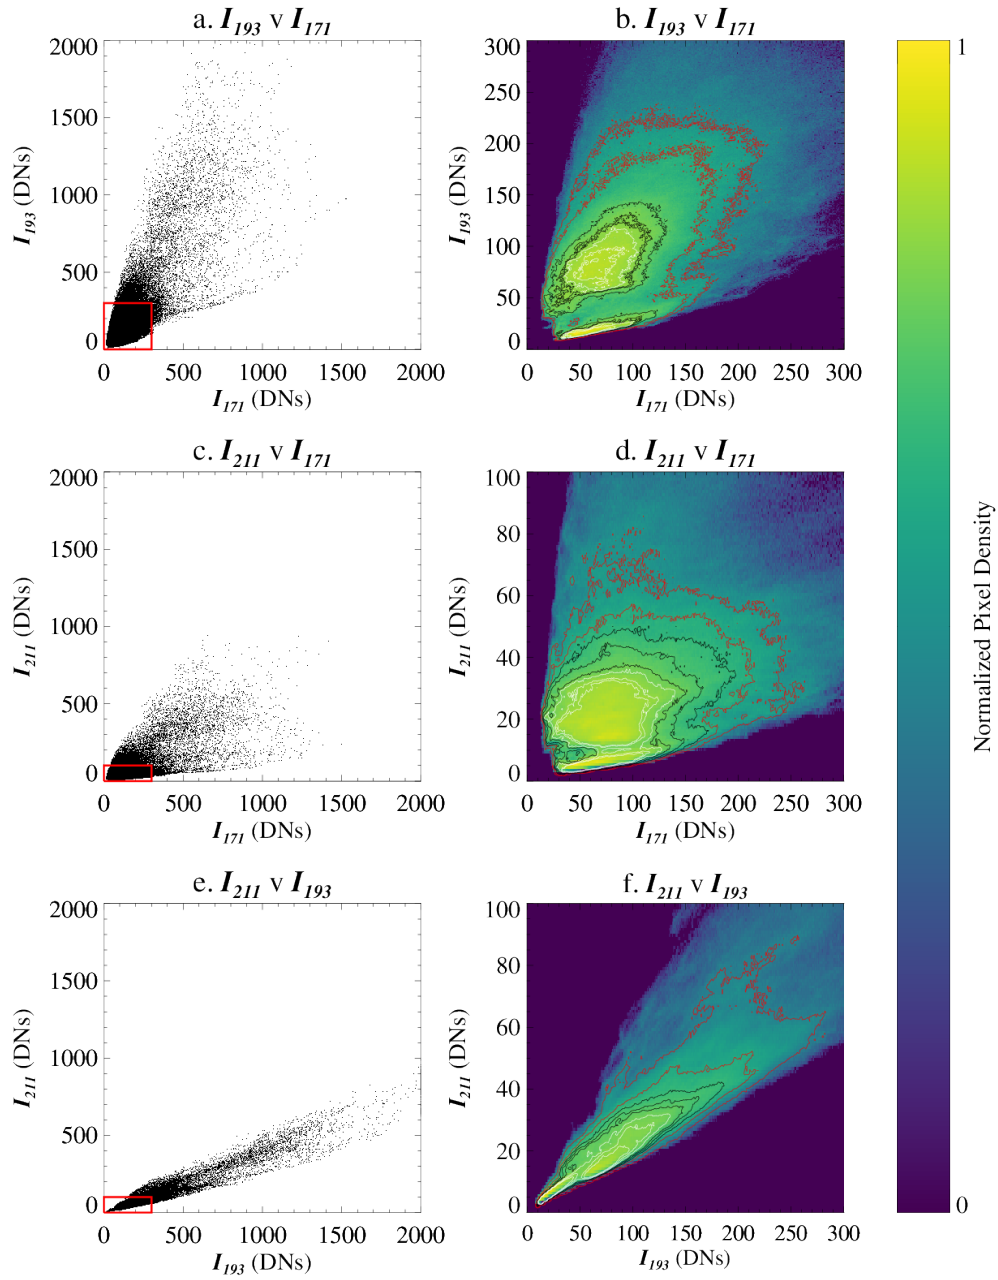 a. I193 v I171
2000
1500
1000
500
0
I193 (DNs)
0 500 1000 1500 2000
I171 (DNs)
b. I193 v I171
300
250
200
150
100
50
0
I193 (DNs)
0 50 100 150 200 250 300
I171 (DNs)
c. I211 v I171
2000
1500
1000
500
0
I211 (DNs)
0 500 1000 1500 2000
I171 (DNs)
d. I211 v I171
100
80
60
40
20
0
I211 (DNs)
0 50 100 150 200 250 300
I171 (DNs)
e. I211 v I193
2000
1500
1000
500
0
I211 (DNs)
0 500 1000 1500 2000
I193 (DNs)
f. I211 v I193
100
80
60
40
20
0
I211 (DNs)
0 50 100 150 200 250 300
I193 (DNs)
1
0
Normalized Pixel Density